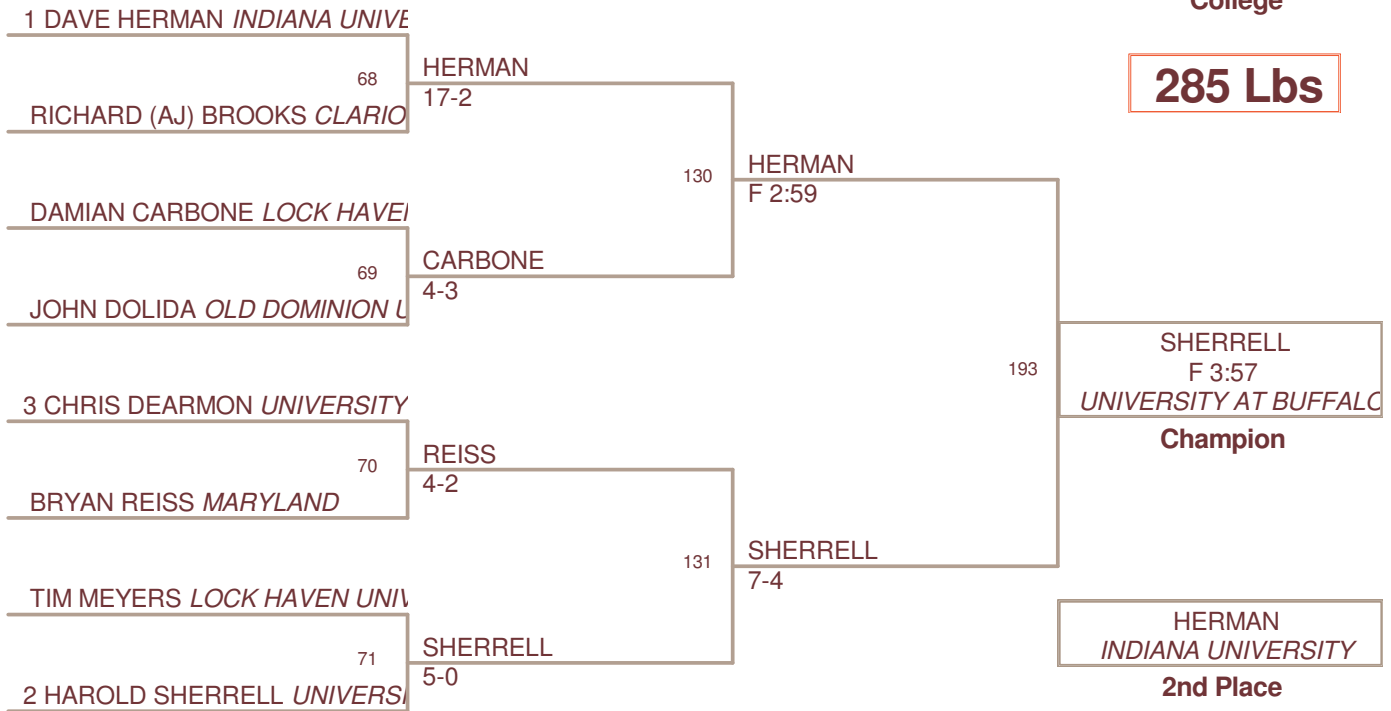 College
285 Lbs
1 DAVE HERMAN INDIANA UNIVE
68
RICHARD (AJ) BROOKS CLARIO
HERMAN
17-2
DAMIAN CARBONE LOCK HAVE
69
JOHN DOLIDA OLD DOMINION U
CARBONE
4-3
130
HERMAN
F 2:59
3 CHRIS DEARMON UNIVERSITY
70
BRYAN REISS MARYLAND
REISS
4-2
TIM MEYERS LOCK HAVEN UNIV
71
2 HAROLD SHERRELL UNIVERSI
SHERRELL
5-0
131
SHERRELL
7-4
193
SHERRELL
F 3:57
UNIVERSITY AT BUFFALO
Champion
HERMAN
INDIANA UNIVERSITY
2nd Place